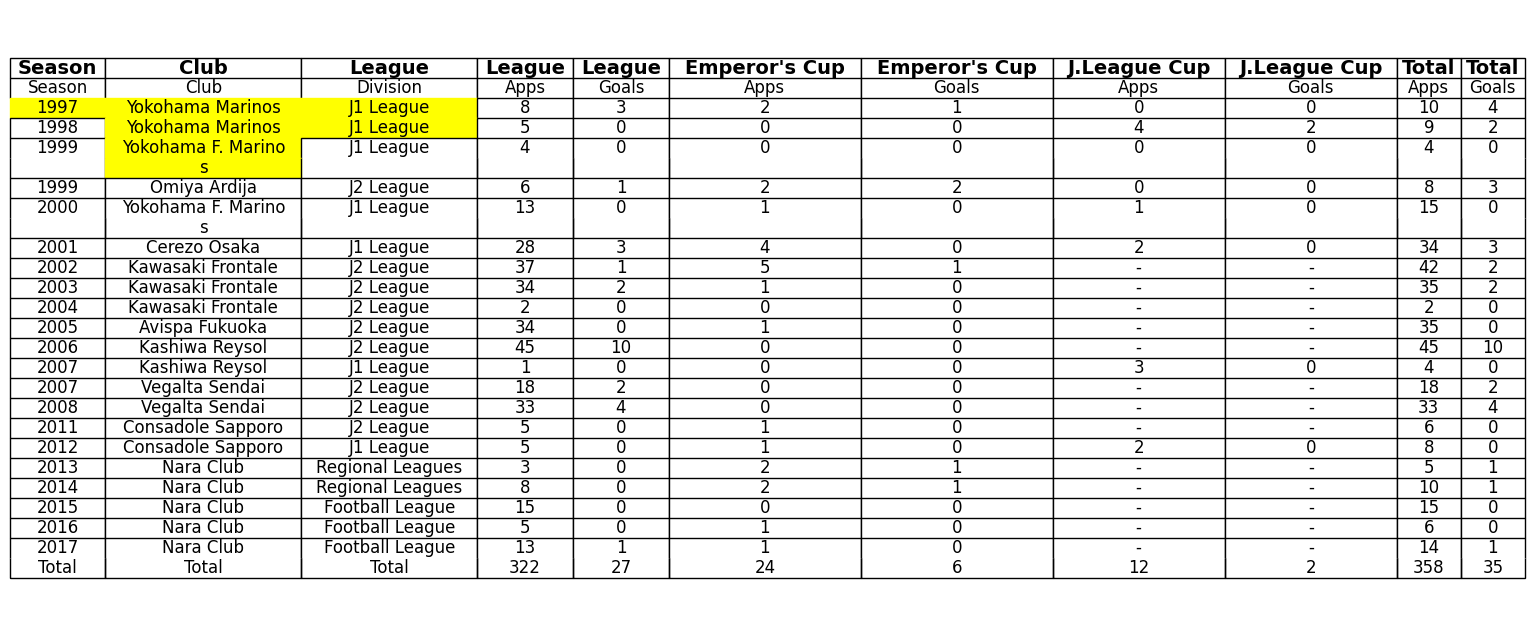 Season Club League League League Emperor's Cup Emperor's Cup J.League Cup J.League Cup Total Total
Season Club Division Apps Goals Apps Goals Apps Goals Apps Goals
1997 Yokohama Marinos J1 League 8 3 2 1 0 0 10 4
1998 Yokohama Marinos J1 League 5 0 0 0 4 2 9 2
1999 Yokohama F. Marino J1 League 4 0 0 0 0 0 4 0
s
1999 Omiya Ardija J2 League 6 1 2 2 0 0 8 3
2000 Yokohama F. Marino J1 League 13 0 1 0 1 0 15 0
s
2001 Cerezo Osaka J1 League 28 3 4 0 2 0 34 3
2002 Kawasaki Frontale J2 League 37 1 5 1 - - 42 2
2003 Kawasaki Frontale J2 League 34 2 1 0 - - 35 2
2004 Kawasaki Frontale J2 League 2 0 0 0 - - 2 0
2005 Avispa Fukuoka J2 League 34 0 1 0 - - 35 0
2006 Kashiwa Reysol J2 League 45 10 0 0 - - 45 10
2007 Kashiwa Reysol J1 League 1 0 0 0 3 0 4 0
2007 Vegalta Sendai J2 League 18 2 0 0 - - 18 2
2008 Vegalta Sendai J2 League 33 4 0 0 - - 33 4
2011 Consadole Sapporo J2 League 5 0 1 0 - - 6 0
2012 Consadole Sapporo J1 League 5 0 1 0 2 0 8 0
2013 Nara Club Regional Leagues 3 0 2 1 - - 5 1
2014 Nara Club Regional Leagues 8 0 2 1 - - 10 1
2015 Nara Club Football League 15 0 0 0 - - 15 0
2016 Nara Club Football League 5 0 1 0 - - 6 0
2017 Nara Club Football League 13 1 1 0 - - 14 1
Total Total Total 322 27 24 6 12 2 358 35